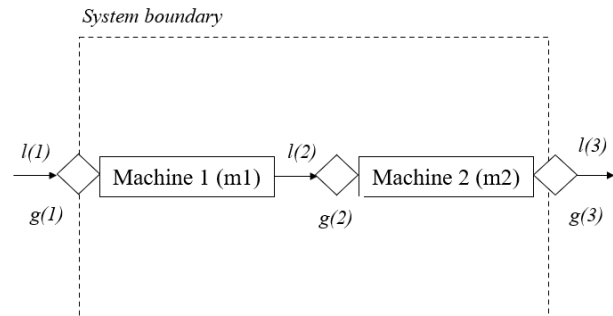 System boundary
l(1)
l(2)
l(3)
Machine 1 (m1)
Machine 2 (m2)
g(1)
g(2)
g(3)